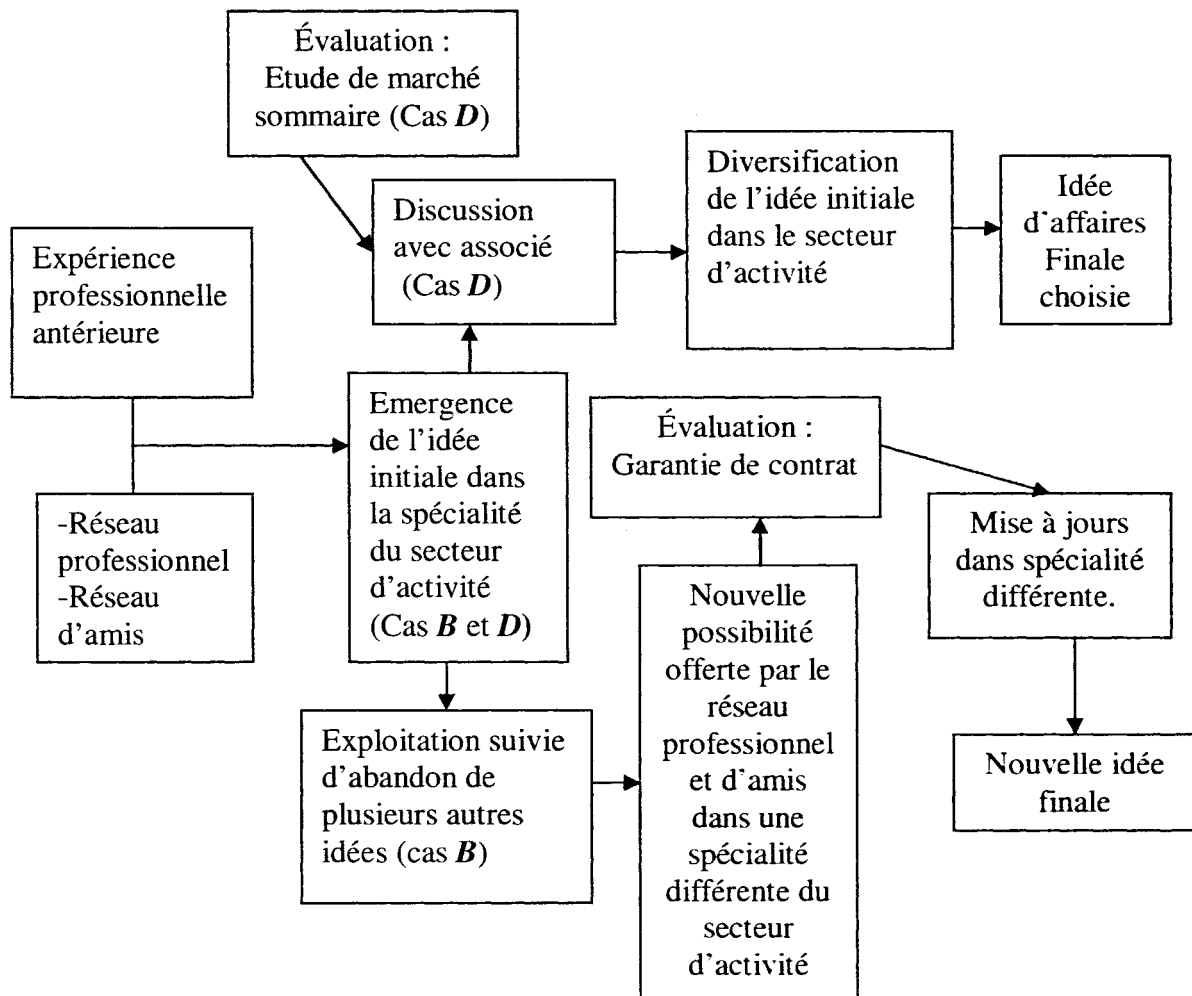 Évaluation :
Etude de marché
sommaire (Cas D)
Discussion
avec associé
(Cas D)
Diversification
de l'idée initiale
dans le secteur
d'activité
Idée
d'affaires
Finale
choisie
Expérience
professionnelle
antérieure
-Réseau
professionnel
-Réseau
d'amis
Emergence
de l'idée
initiale dans
la spécialité
du secteur
d'activité
(Cas B et D)
Exploitation suivie
d'abandon de
plusieurs autres
idées (cas B)
Nouvelle
possibilité
offerte par le
réseau
professionnel
et d'amis
dans une
spécialité
différente du
secteur
d'activité
Évaluation :
Garantie de contrat
Mise à jours
dans spécialité
différente.
Nouvelle idée
finale